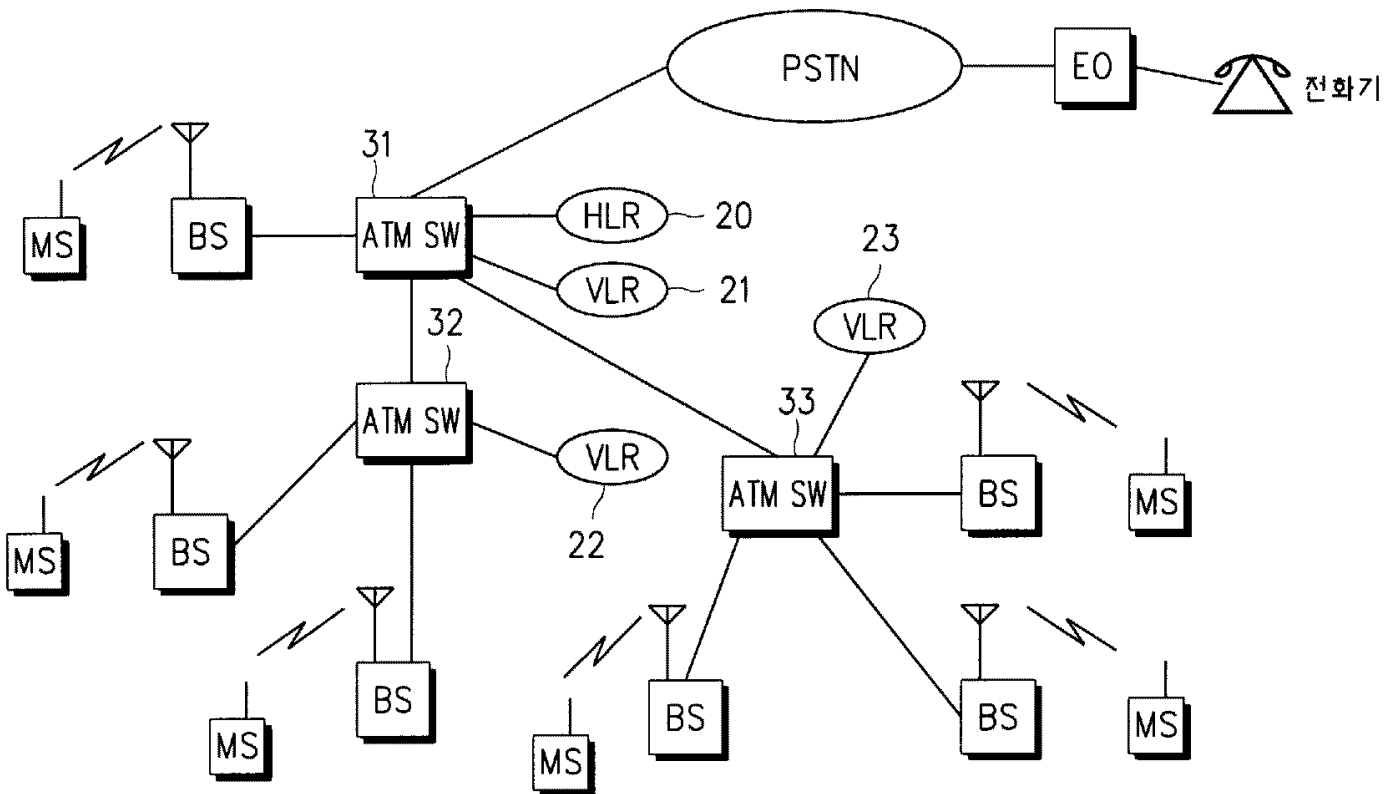 PSTN
EO
전화기
31
MS
BS
ATM SW
HLR
20
VLR
21
23
VLR
32
ATM SW
VLR
22
33
ATM SW
BS
MS
MS
BS
MS
BS
MS
BS
BS
MS